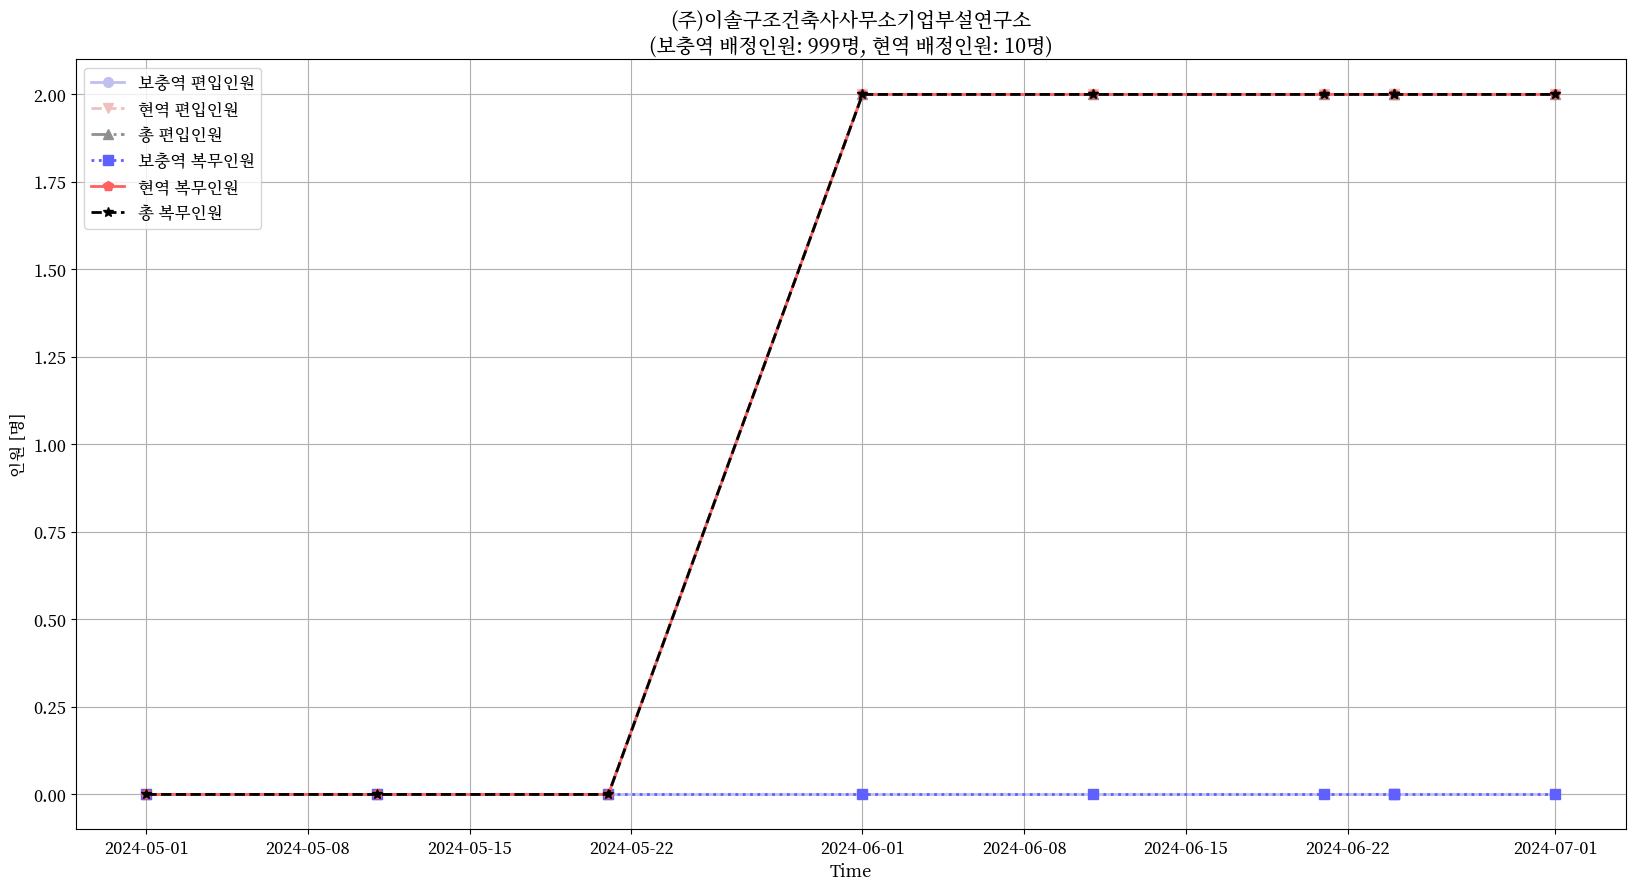 (주)이솔구조건축사사무소기업부설연구소
(보충역 배정인원: 999명, 현역 배정인원: 10명)
보충역 편입인원
현역 편입인원
총 편입인원
보충역 복무인원
현역 복무인원
총 복무인원
2.00
1.75
1.50
1.25
1.00
0.75
0.50
0.25
0.00
인원 [명]
2024-05-01 2024-05-08 2024-05-15 2024-05-22 2024-06-01 2024-06-08 2024-06-15 2024-06-22 2024-07-01
Time